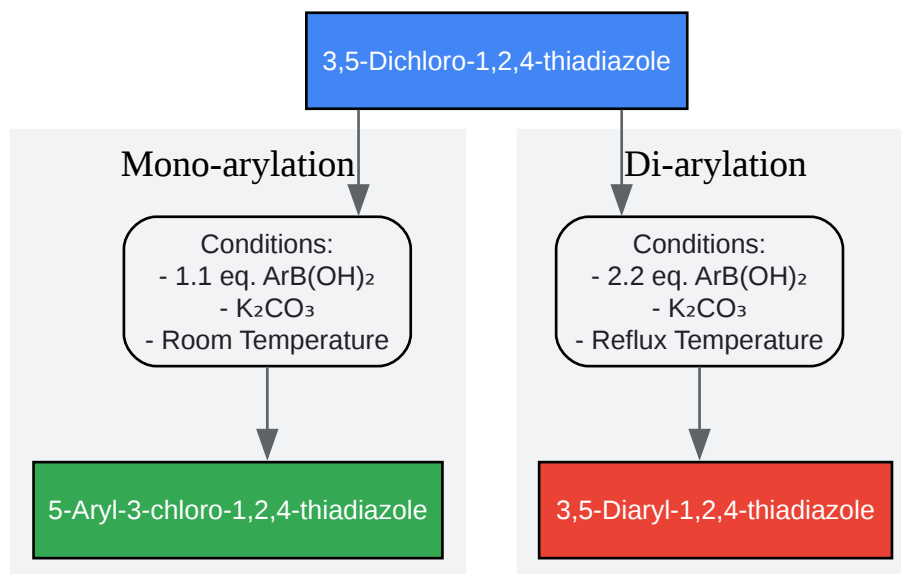 3,5-Dichloro-1,2,4-thiadiazole
Mono-arylation
Conditions:
- 1.1 eq. ArB(OH)₂
- K₂CO₃
- Room Temperature
5-Aryl-3-chloro-1,2,4-thiadiazole
Di-arylation
Conditions:
- 2.2 eq. ArB(OH)₂
- K₂CO₃
- Reflux Temperature
3,5-Diaryl-1,2,4-thiadiazole